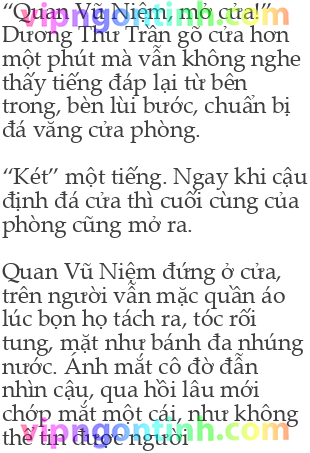 “Quan Vũ Niệm, mở cửa!”
Dương Thư Trân gõ cửa hơn
một phút mà vẫn không nghe
thấy tiếng đáp lại từ bên
trong, bèn lùi bước, chuẩn bị
đá văng cửa phòng.
“Két” một tiếng. Ngay khi cậu
định đá cửa thì cuối cùng cửa
phòng cũng mở ra.
Quan Vũ Niệm đứng ở cửa,
trên người vẫn mặc quần áo
lúc bọn họ tách ra, tóc rối
tung, mặt như bánh đa nhúng
nước. Ánh mắt cô đờ đẫn
nhìn cậu, qua hồi lâu mới
chớp mắt một cái, như không
thể tin được người
vipngontinh.com
vipngontinh.com